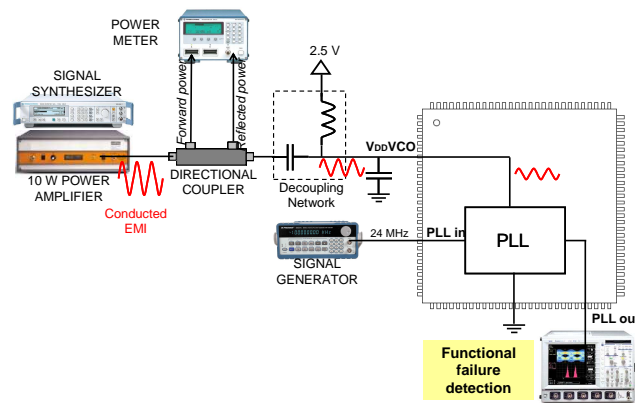 POWER
METER
SIGNAL
SYNTHESIZER
Forward power
Reflected power
2.5 V
VDDVCO
10 W POWER
AMPLIFIER
DIRECTIONAL
COUPLER
Decoupling
Network
Conducted
EMI
24 MHz
PLL in
PLL
SIGNAL
GENERATOR
PLL ou
Functional
failure
detection